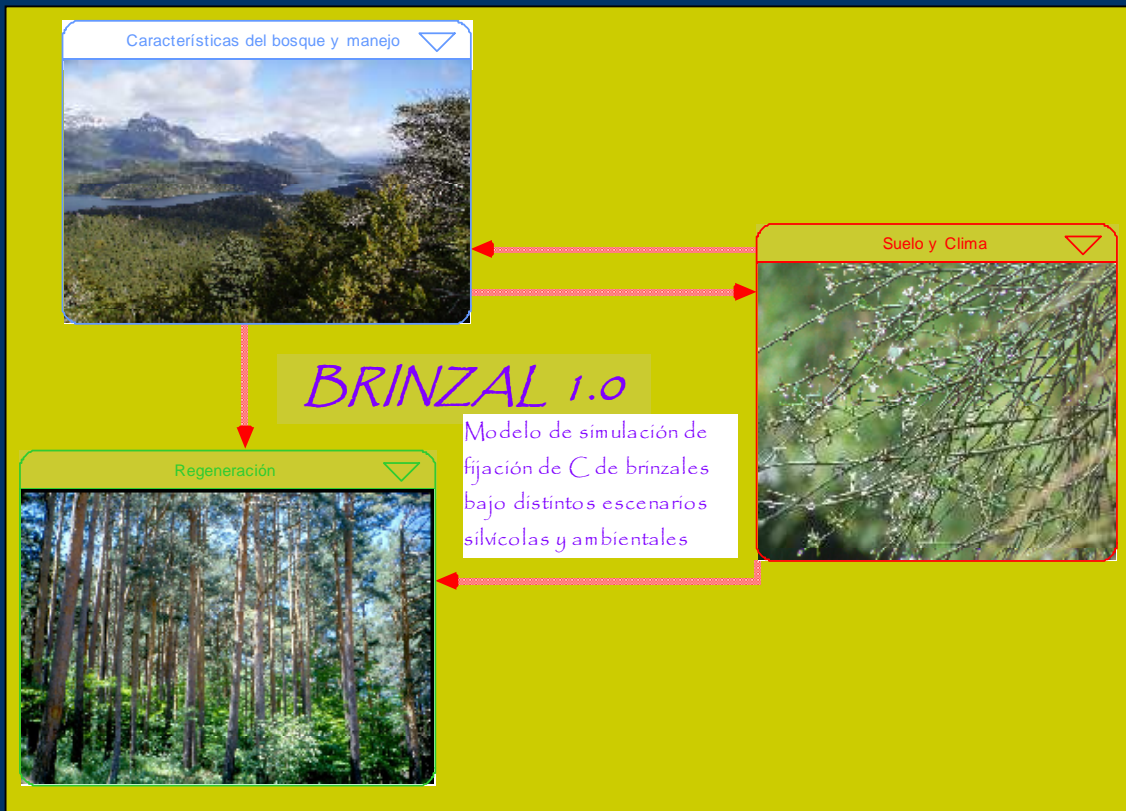 Características del bosque y manejo
Suelo y Clima
BRINZAL 1.0
Modelo de simulación de
fijación de C de brinzales
bajo distintos escenarios
silvícolas y ambientales
Regeneración